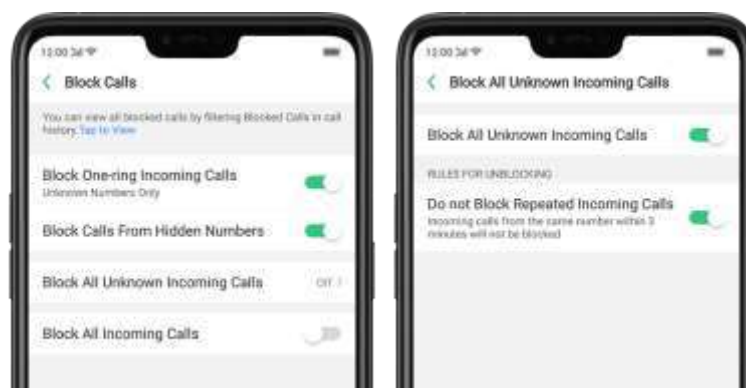 12:00
Block Calls
You can view all blocked calls by filtering Blocked Calls in call
history. Tap to View
Block One-ring Incoming Calls
Unknown Numbers Only
Block Calls From Hidden Numbers
Block All Unknown Incoming Calls
Off
Block All Incoming Calls
12:00
Block All Unknown Incoming Calls
Block All Unknown Incoming Calls
RULES FOR UNBLOCKING
Do not Block Repeated Incoming Calls
Incoming calls from the same number within 3
minutes will not be blocked